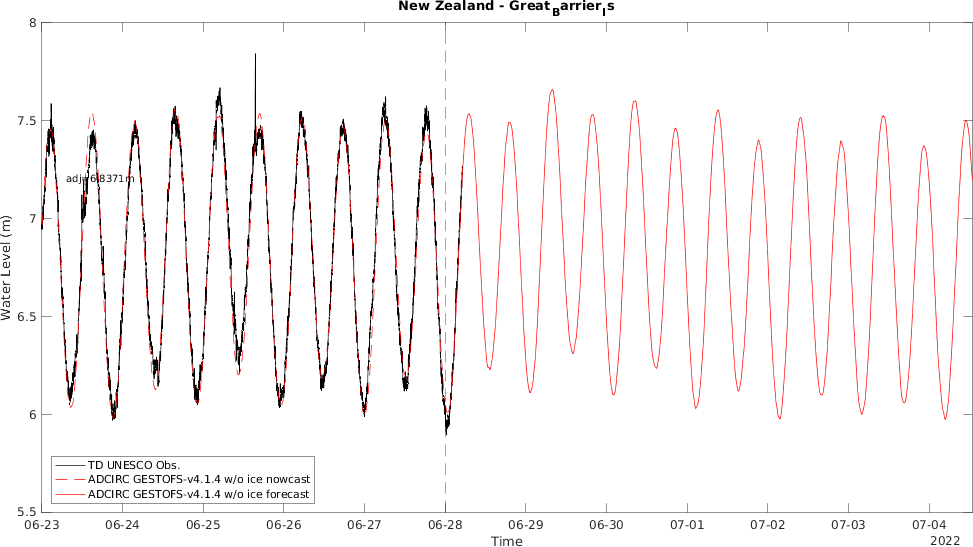 New Zealand - Great_Barrier_Is
8
7.5
adj: 6.8371m
7
Water Level (m)
6.5
6
TD UNESCO Obs.
ADCIRC GESTOFS-v4.1.4 w/o ice nowcast
ADCIRC GESTOFS-v4.1.4 w/o ice forecast
5.5
06-23 06-24 06-25 06-26 06-27 06-28 06-29 06-30 07-01 07-02 07-03 07-04
Time 2022